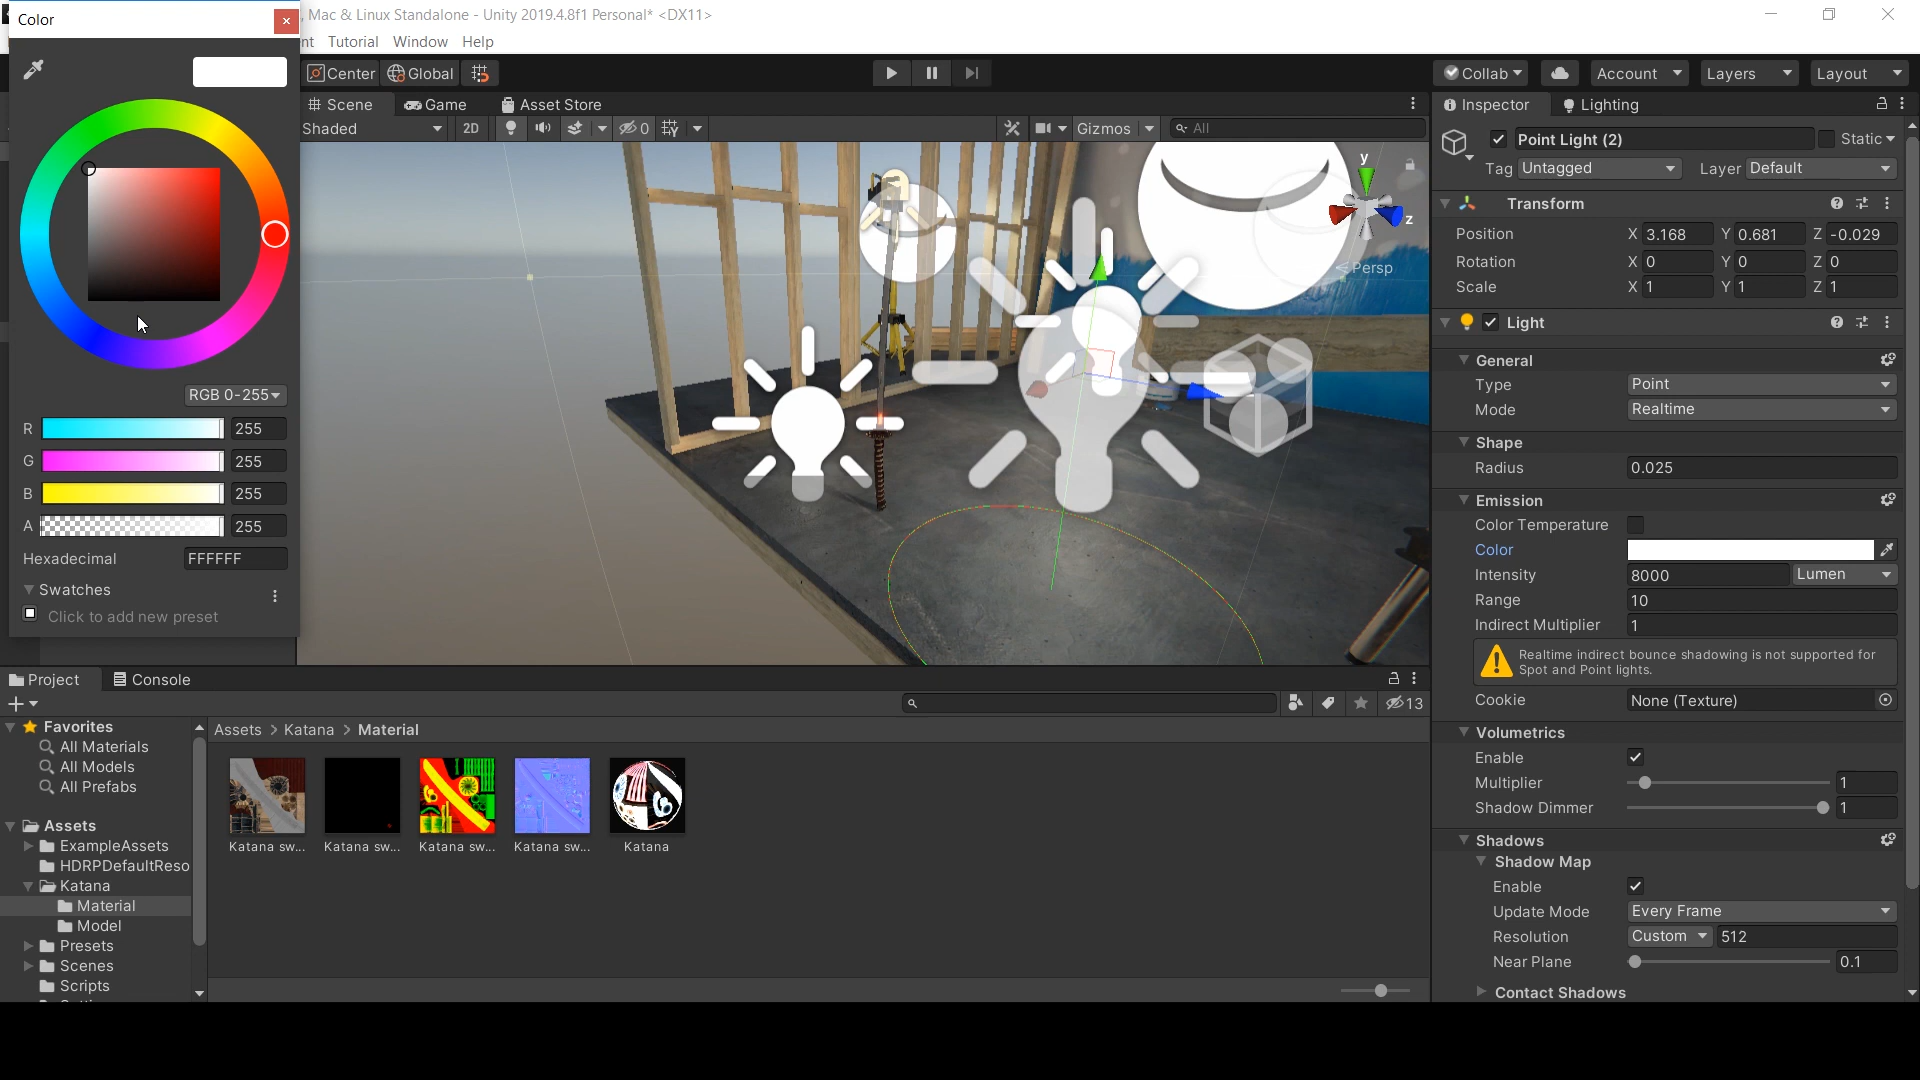 Color
, Mac & Linux Standalone - Unity 2019.4.8f1 Personal* <DX11>
nt Tutorial Window Help
Center Global
Collab Account Layers Layout
Scene Game Asset Store
Shaded 2D 0 Gizmos All
Inspector Lighting
Point Light (2) Static
Tag Untagged Layer Default
Transform
Position X 3.168 Y 0.681 Z -0.029
Rotation X 0 Y 0 Z 0
Scale X 1 Y 1 Z 1
Light
General
Type Point
Mode Realtime
Shape
Radius 0.025
Emission
Color Temperature
Color
Intensity 8000 Lumen
Range 10
Indirect Multiplier 1
Realtime indirect bounce shadowing is not supported for
Spot and Point lights.
Cookie None (Texture)
Volumetrics
Enable
Multiplier 1
Shadow Dimmer 1
Shadows
Shadow Map
Enable
Update Mode Every Frame
Resolution Custom 512
Near Plane 0.1
Contact Shadows
y
z
Persp
RGB 0-255
R 255
G 255
B 255
A 255
Hexadecimal FFFFFF
Swatches
Click to add new preset
Project Console
13
Favorites
All Materials
All Models
All Prefabs
Assets
ExampleAssets
HDRPDefaultReso
Katana
Material
Model
Presets
Scenes
Scripts
Assets > Katana > Material
Katana sw... Katana sw... Katana sw... Katana sw... Katana